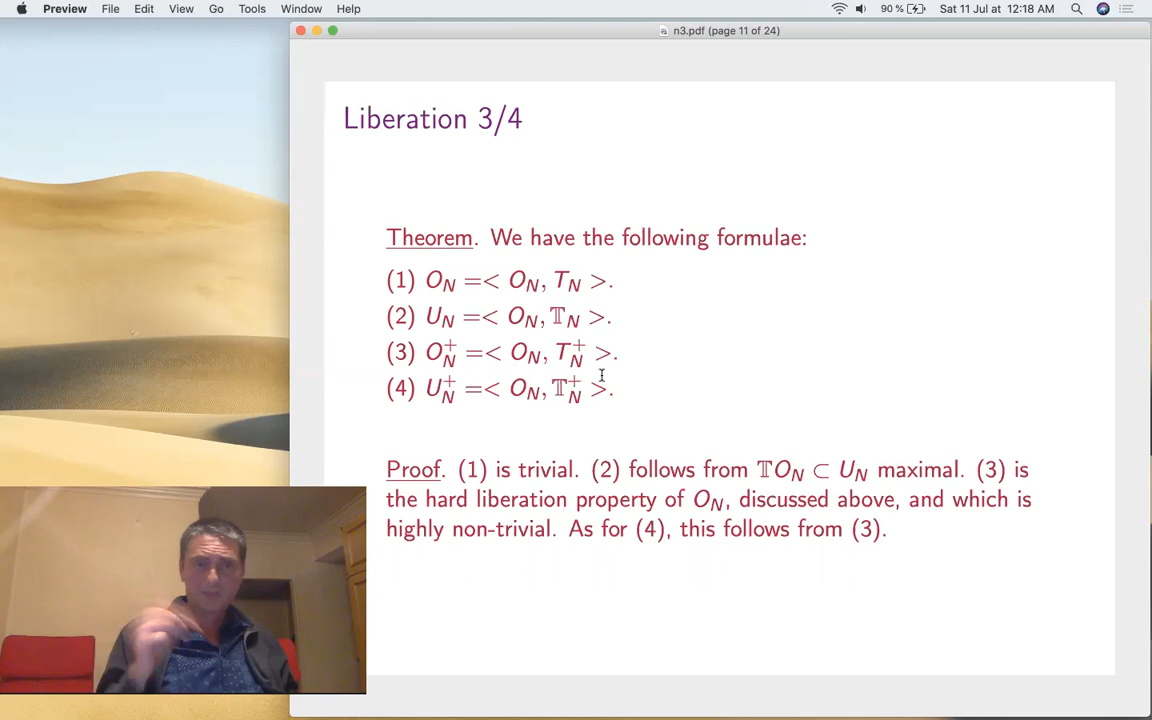 Preview File Edit View Go Tools Window Help 90 % Sat 11 Jul at 12:18 AM
n3.pdf (page 11 of 24)
Liberation 3/4
Theorem. We have the following formulae:
(1) O_N =< O_N, T_N >.
(2) U_N =< O_N, 𝕋_N >.
(3) O_N^+ =< O_N, T_N^+ >.
(4) U_N^+ =< O_N, 𝕋_N^+ >.
Proof. (1) is trivial. (2) follows from 𝕋O_N ⊂ U_N maximal. (3) is
the hard liberation property of O_N, discussed above, and which is
highly non-trivial. As for (4), this follows from (3).